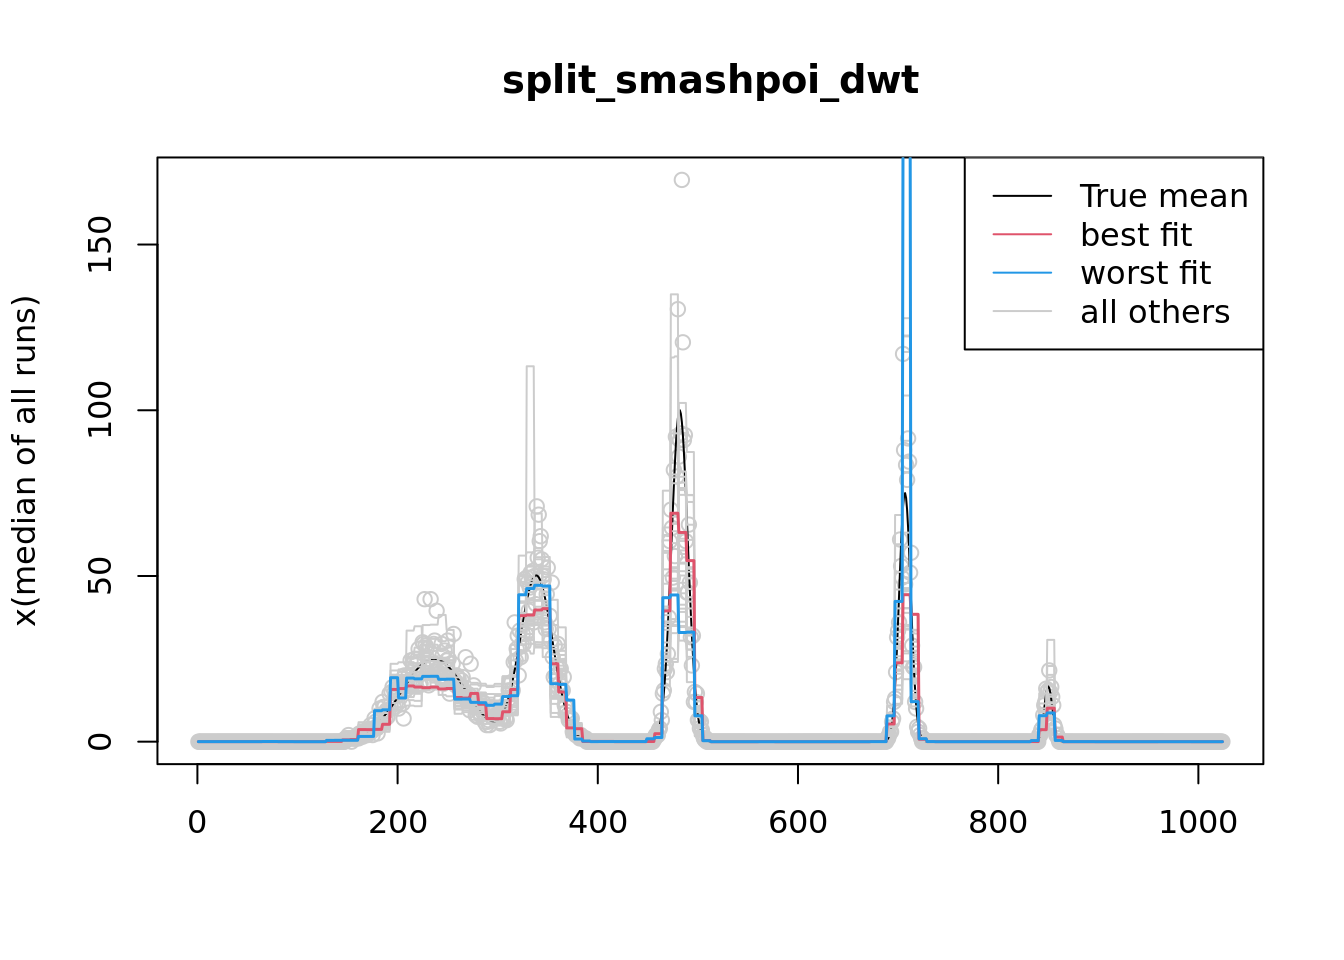 split_smashpoi_dwt
True mean
best fit
worst fit
all others
x(median of all runs)
150
100
50
0
0 200 400 600 800 1000